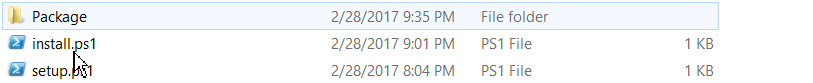 Package 2/28/2017 9:35 PM File folder
install.ps1 2/28/2017 9:01 PM PS1 File 1 KB
setup.ps1 2/28/2017 8:04 PM PS1 File 1 KB